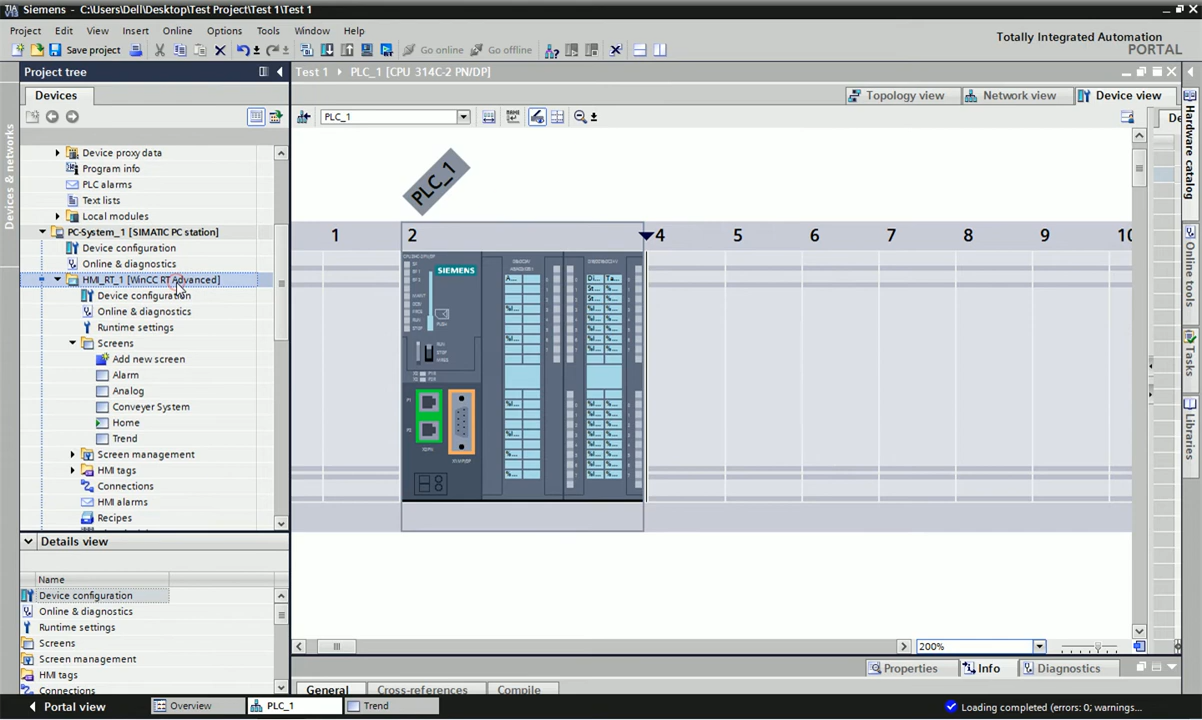 Siemens - C:\Users\Dell\Desktop\Test Project\Test 1\Test 1
Project Edit View Insert Online Options Tools Window Help
Totally Integrated Automation
PORTAL
Save project Go online Go offline
Project tree
Test 1 PLC_1 [CPU 314C-2 PN/DP]
Devices
Topology view Network view Device view
PLC_1
Devices & networks
Device proxy data
Program info
PLC alarms
Text lists
Local modules
PC-System_1 [SIMATIC PC station]
Device configuration
Online & diagnostics
HMI_RT_1 [WinCC RT Advanced]
Device configuration
Online & diagnostics
Runtime settings
Screens
Add new screen
Alarm
Analog
Conveyer System
Home
Trend
Screen management
HMI tags
Connections
HMI alarms
Recipes
Details view
Name
Device configuration
Online & diagnostics
Runtime settings
Screens
Screen management
HMI tags
Connections
PLC_1
1 2 4 5 6 7 8 9 10
SIEMENS
200%
Properties Info Diagnostics
General Cross-references Compile
Hardware catalog
Online tools
Tasks
Libraries
Portal view Overview PLC_1 Trend
Loading completed (errors: 0; warnings...